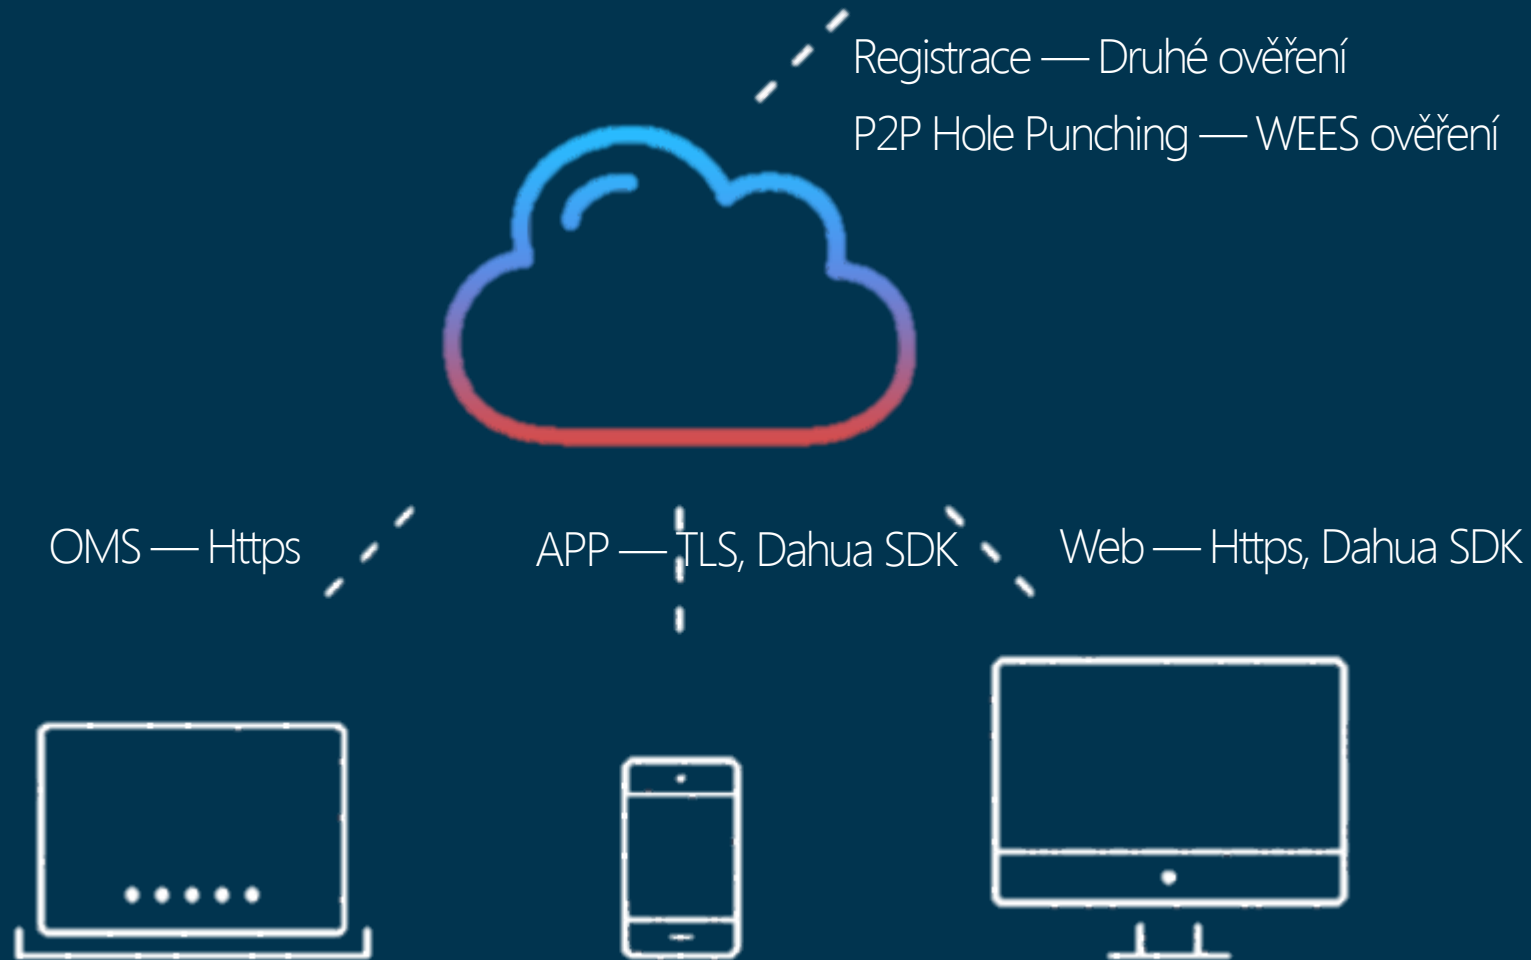 Registrace — Druhé ověření
P2P Hole Punching — WEES ověření
OMS — Https
APP — TLS, Dahua SDK
Web — Https, Dahua SDK